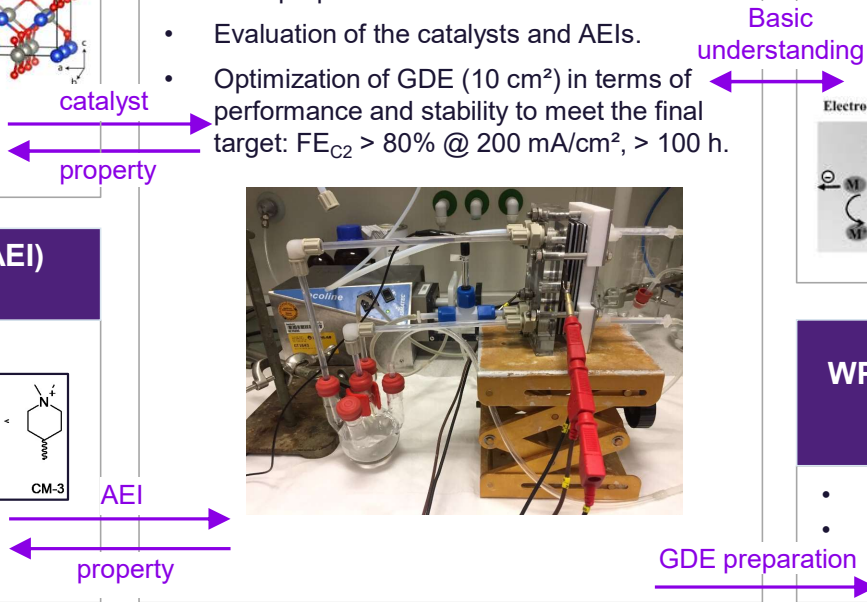 • Evaluation of the catalysts and AEIs.
• Optimization of GDE (10 cm²) in terms of
performance and stability to meet the final
target: FE_C2 > 80% @ 200 mA/cm², > 100 h.
catalyst
property
Basic
understanding
Electro
c
a
b
M
AEI)
N+
CM-3
ecoline
AEI
property
WP
•
•
GDE preparation